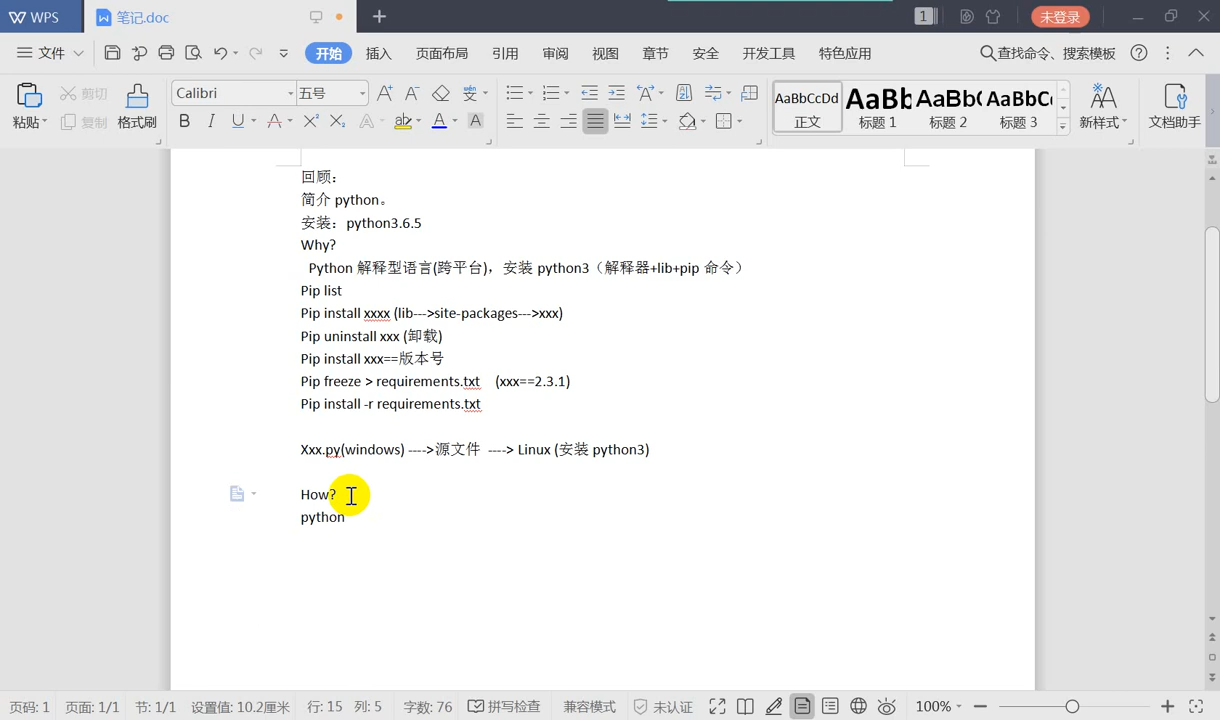 WPS
笔记.doc
1
未登录
文件
开始
插入
页面布局
引用
审阅
视图
章节
安全
开发工具
特色应用
查找命令、搜索模板
粘贴
剪切
复制
格式刷
Calibri
五号
AaBbCcDd
正文
AaBb
标题 1
AaBb(
标题 2
AaBbC
标题 3
新样式
文档助手
回顾：
简介 python。
安装：python3.6.5
Why?
Python 解释型语言(跨平台)，安装 python3（解释器+lib+pip 命令）
Pip list
Pip install xxxx (lib--->site-packages--->xxx)
Pip uninstall xxx (卸载)
Pip install xxx==版本号
Pip freeze > requirements.txt (xxx==2.3.1)
Pip install -r requirements.txt
Xxx.py(windows) ---->源文件 ----> Linux (安装 python3)
How?
python
页码: 1
页面: 1/1
节: 1/1
设置值: 10.2厘米
行: 15
列: 5
字数: 76
拼写检查
兼容模式
未认证
100%